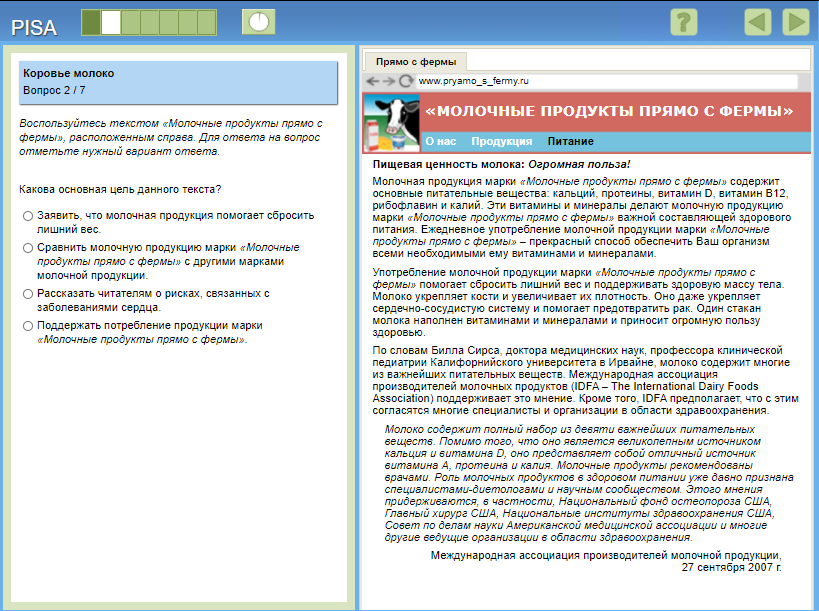 PISA
?
Коровье молоко
Вопрос 2 / 7
Воспользуйтесь текстом «Молочные продукты прямо с
фермы», расположенным справа. Для ответа на вопрос
отметьте нужный вариант ответа.
Какова основная цель данного текста?
Заявить, что молочная продукция помогает сбросить
лишний вес.
Сравнить молочную продукцию марки «Молочные
продукты прямо с фермы» с другими марками
молочной продукции.
Рассказать читателям о рисках, связанных с
заболеваниями сердца.
Поддержать потребление продукции марки
«Молочные продукты прямо с фермы».
Прямо с фермы
www.pryamo_s_fermy.ru
«МОЛОЧНЫЕ ПРОДУКТЫ ПРЯМО С ФЕРМЫ»
О нас Продукция Питание
Пищевая ценность молока: Огромная польза!
Молочная продукция марки «Молочные продукты прямо с фермы» содержит
основные питательные вещества: кальций, протеины, витамин D, витамин B12,
рибофлавин и калий. Эти витамины и минералы делают молочную продукцию
марки «Молочные продукты прямо с фермы» важной составляющей здорового
питания. Ежедневное употребление молочной продукции марки «Молочные
продукты прямо с фермы» – прекрасный способ обеспечить Ваш организм
всеми необходимыми ему витаминами и минералами.
Употребление молочной продукции марки «Молочные продукты прямо с
фермы» помогает сбросить лишний вес и поддерживать здоровую массу тела.
Молоко укрепляет кости и увеличивает их плотность. Оно даже укрепляет
сердечно-сосудистую систему и помогает предотвратить рак. Один стакан
молока наполнен витаминами и минералами и приносит огромную пользу
здоровью.
По словам Билла Сирса, доктора медицинских наук, профессора клинической
педиатрии Калифорнийского университета в Ирвайне, молоко содержит многие
из важнейших питательных веществ. Международная ассоциация
производителей молочных продуктов (IDFA – The International Dairy Foods
Association) поддерживает это мнение. Кроме того, IDFA предполагает, что с этим
согласятся многие специалисты и организации в области здравоохранения.
Молоко содержит полный набор из девяти важнейших питательных
веществ. Помимо того, что оно является великолепным источником
кальция и витамина D, оно представляет собой отличный источник
витамина А, протеина и калия. Молочные продукты рекомендованы
врачами. Роль молочных продуктов в здоровом питании уже давно признана
специалистами-диетологами и научным сообществом. Этого мнения
придерживаются, в частности, Национальный фонд остеопороза США,
Главный хирург США, Национальные институты здравоохранения США,
Совет по делам науки Американской медицинской ассоциации и многие
другие ведущие организации в области здравоохранения.
Международная ассоциация производителей молочной продукции,
27 сентября 2007 г.